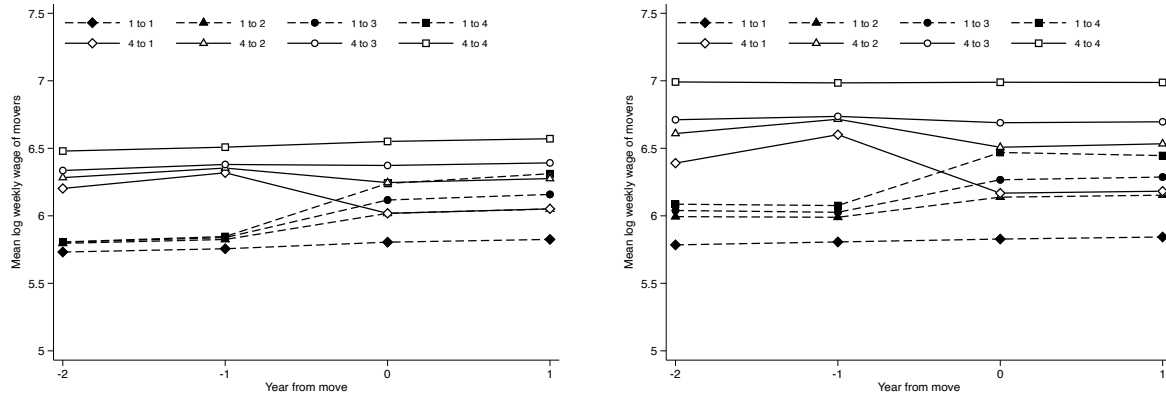 Mean log weekly wage of movers
7.5
7
6.5
6
5.5
5
1 to 1 1 to 2 1 to 3 1 to 4
4 to 1 4 to 2 4 to 3 4 to 4
-2 -1 0 1
Year from move
Mean log weekly wage of movers
7.5
7
6.5
6
5.5
5
1 to 1 1 to 2 1 to 3 1 to 4
4 to 1 4 to 2 4 to 3 4 to 4
-2 -1 0 1
Year from move